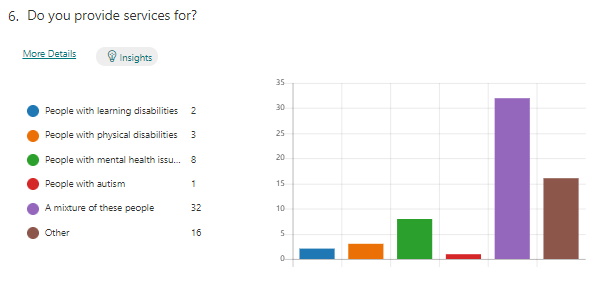 6. Do you provide services for?
More Details
Insights
People with learning disabilities 2
People with physical disabilities 3
People with mental health issu... 8
People with autism 1
A mixture of these people 32
Other 16
35
30
25
20
15
10
5
0